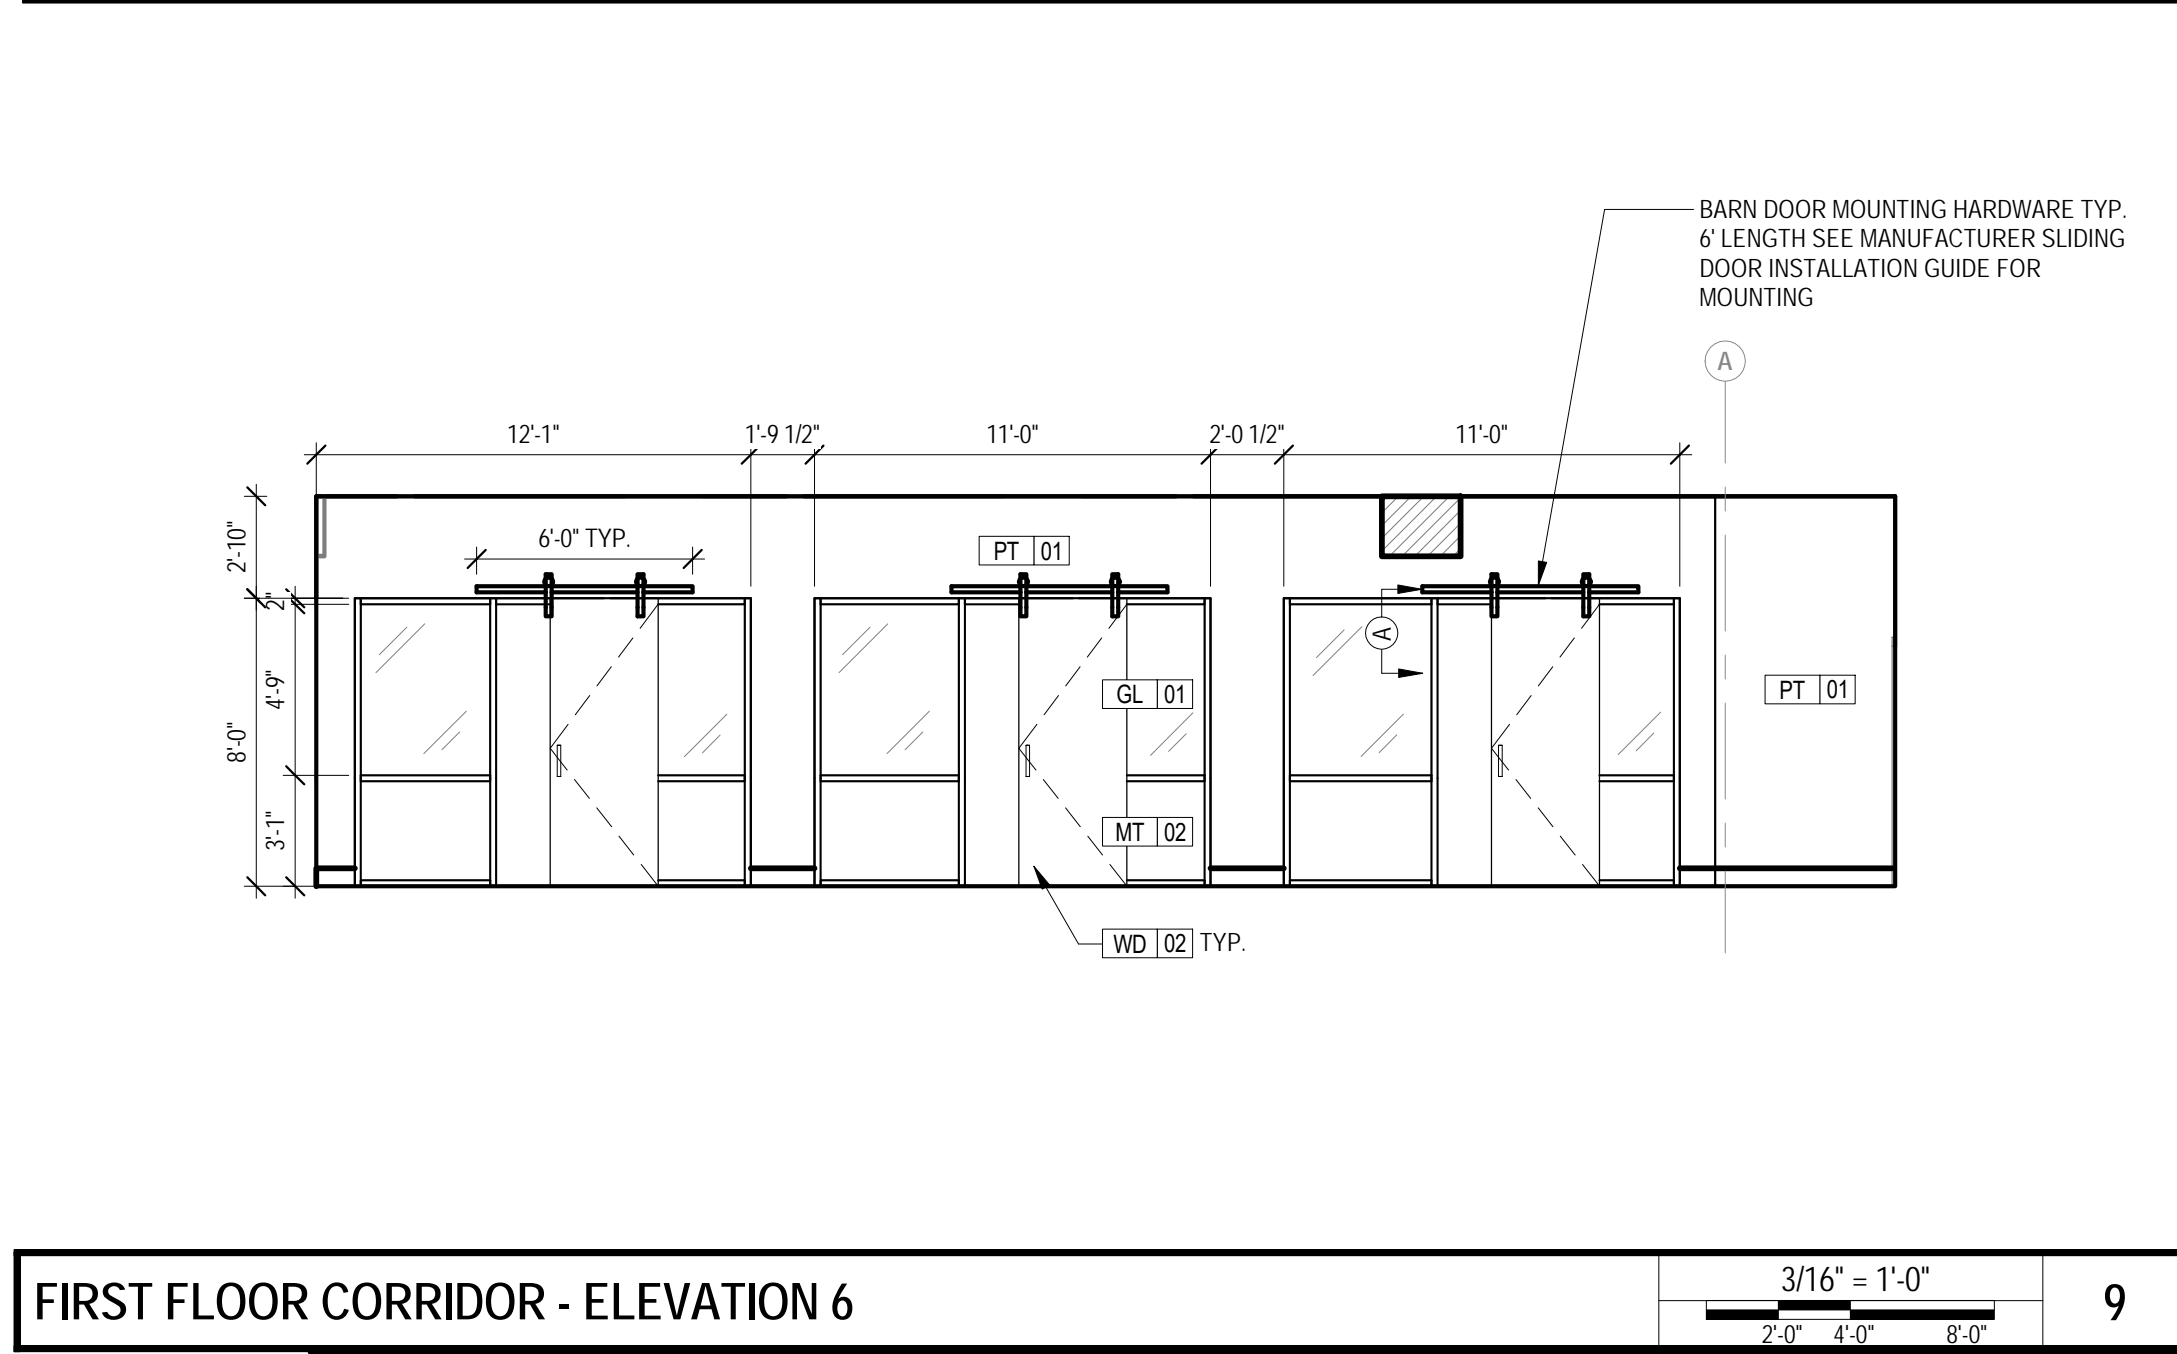 BARN DOOR MOUNTING HARDWARE TYP.
6' LENGTH SEE MANUFACTURER SLIDING
DOOR INSTALLATION GUIDE FOR
MOUNTING
A
12'-1"
1'-9 1/2"
11'-0"
2'-0 1/2"
11'-0"
2'-10"
6'-0" TYP.
PT 01
2"
A
4'-9"
GL 01
PT 01
8'-0"
3'-1"
MT 02
WD 02 TYP.
FIRST FLOOR CORRIDOR - ELEVATION 6
3/16" = 1'-0"
2'-0" 4'-0" 8'-0"
9